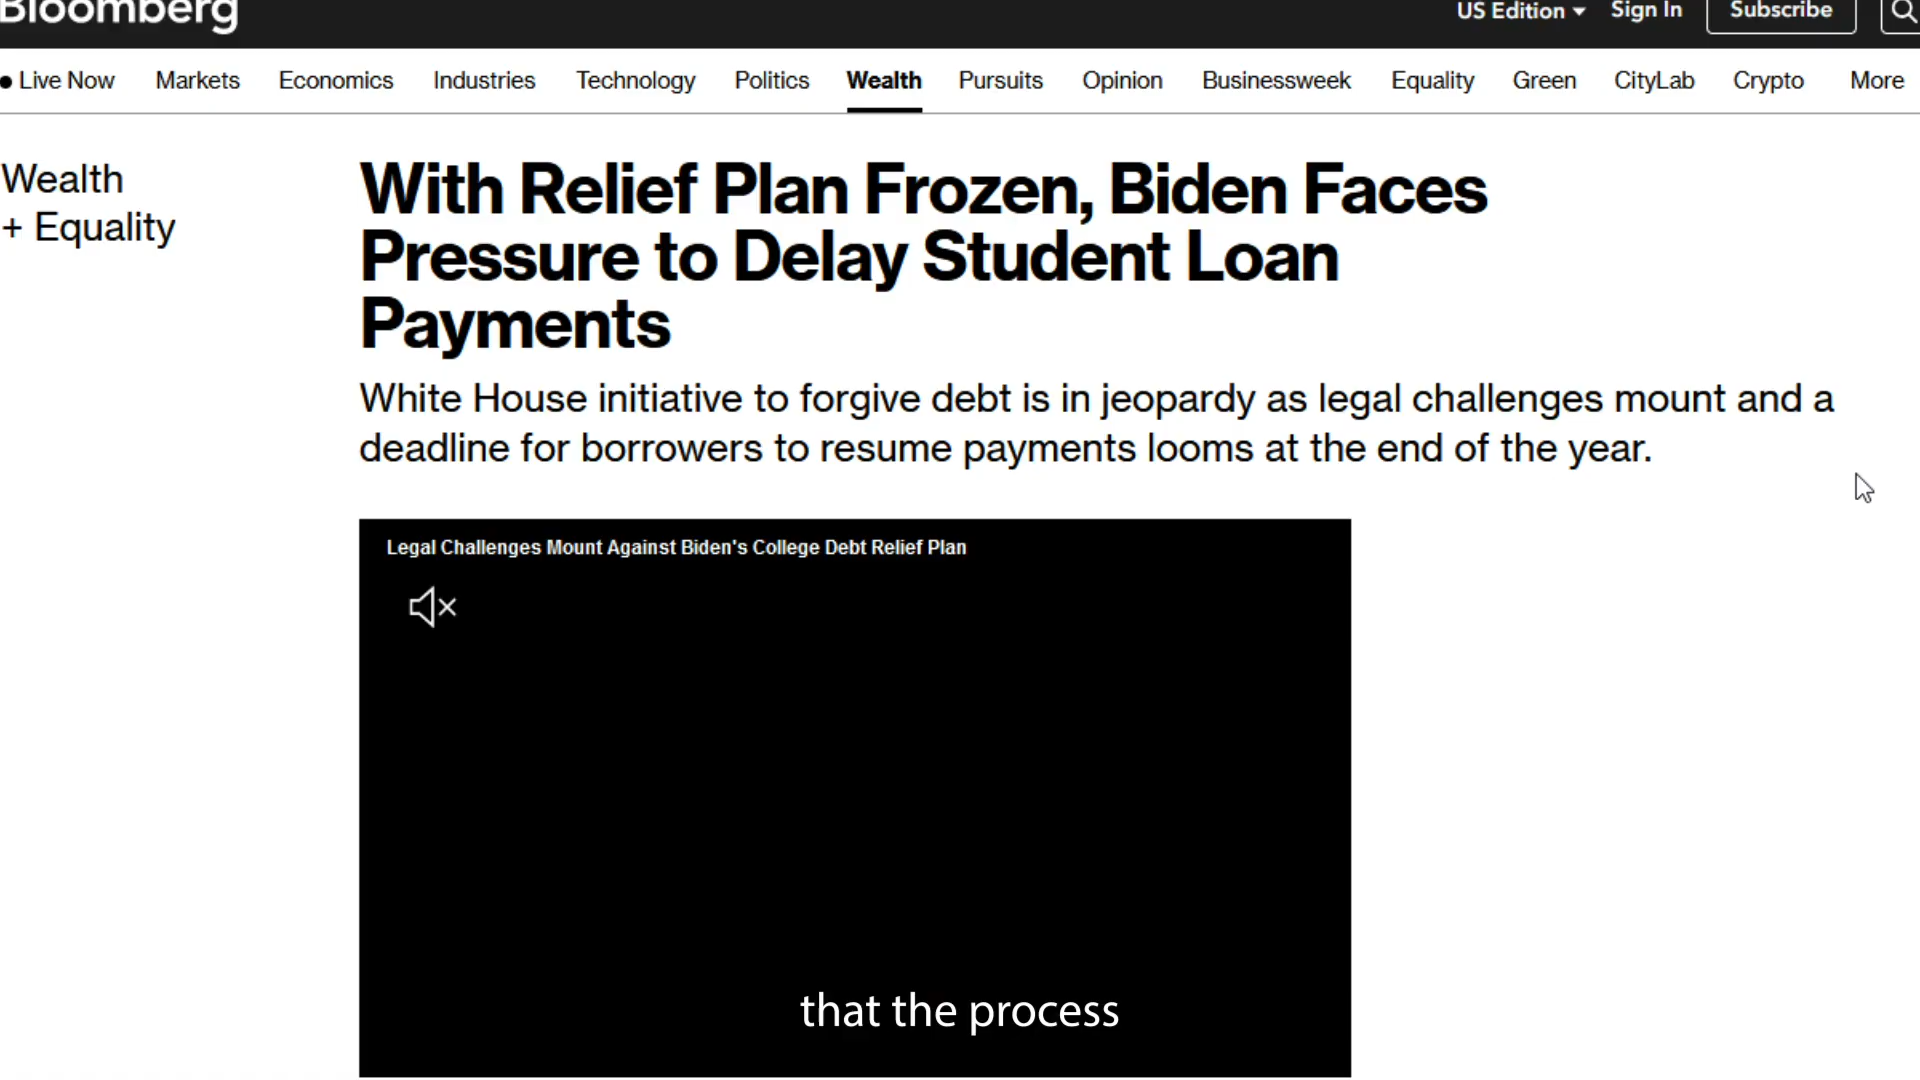 Bloomberg
US Edition Sign In Subscribe
Live Now Markets Economics Industries Technology Politics Wealth Pursuits Opinion Businessweek Equality Green CityLab Crypto More
Wealth
+ Equality
With Relief Plan Frozen, Biden Faces
Pressure to Delay Student Loan
Payments
White House initiative to forgive debt is in jeopardy as legal challenges mount and a
deadline for borrowers to resume payments looms at the end of the year.
Legal Challenges Mount Against Biden's College Debt Relief Plan
that the process